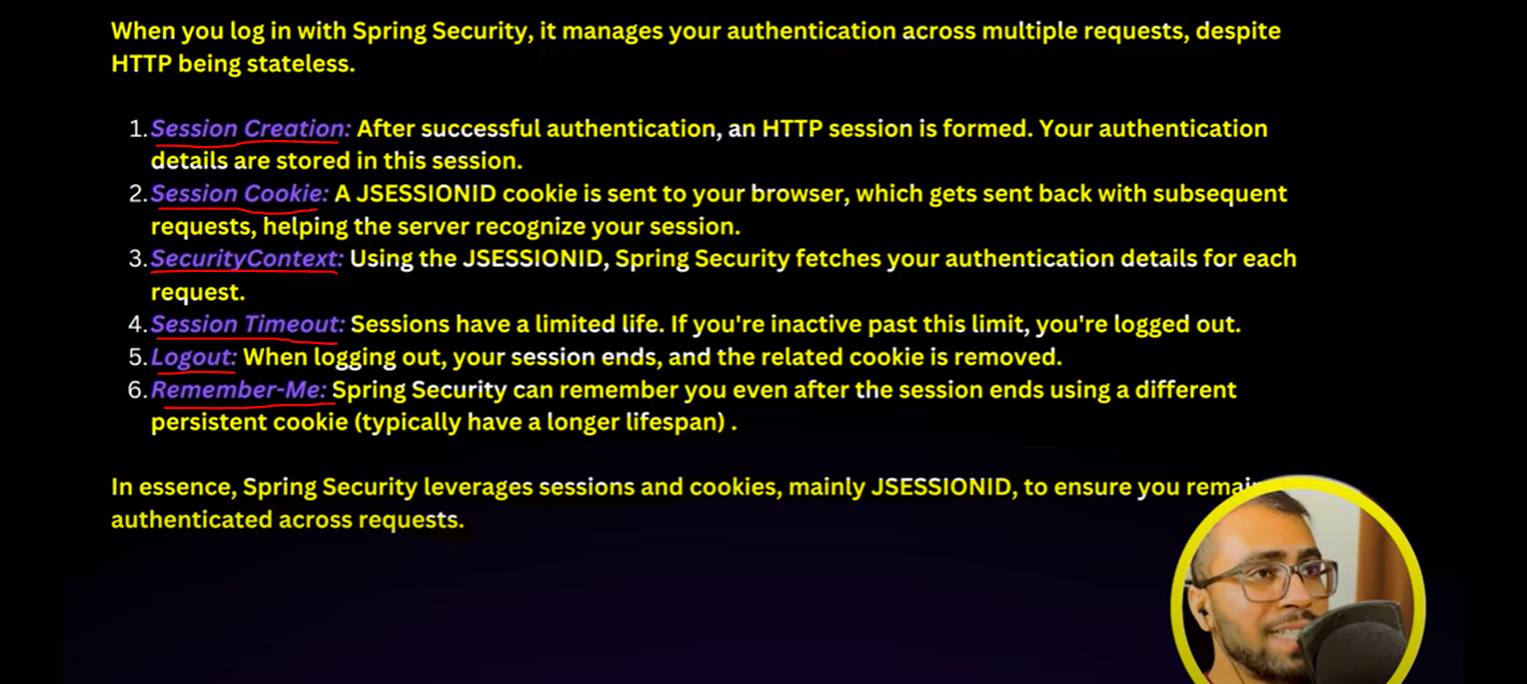 When you log in with Spring Security, it manages your authentication across multiple requests, despite
HTTP being stateless.
1. Session Creation: After successful authentication, an HTTP session is formed. Your authentication
details are stored in this session.
2. Session Cookie: A JSESSIONID cookie is sent to your browser, which gets sent back with subsequent
requests, helping the server recognize your session.
3. SecurityContext: Using the JSESSIONID, Spring Security fetches your authentication details for each
request.
4. Session Timeout: Sessions have a limited life. If you're inactive past this limit, you're logged out.
5. Logout: When logging out, your session ends, and the related cookie is removed.
6. Remember-Me: Spring Security can remember you even after the session ends using a different
persistent cookie (typically have a longer lifespan) .
In essence, Spring Security leverages sessions and cookies, mainly JSESSIONID, to ensure you remain
authenticated across requests.